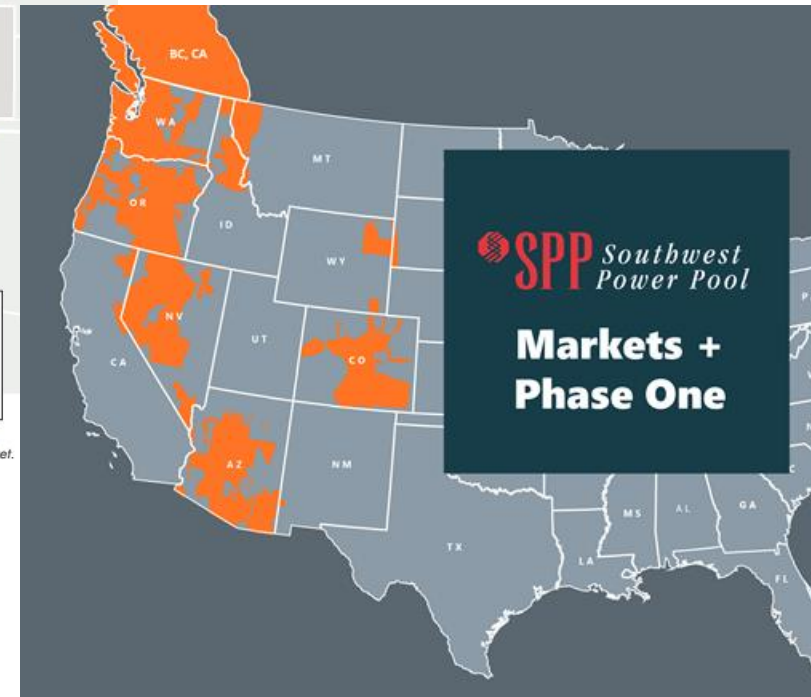 BC, CA
WA
MT
OR
ID
WY
NV
UT
CO
CA
AZ
NM
TX
MS
AL
GA
LA
FL
SPP Southwest
Power Pool
Markets +
Phase One
et.